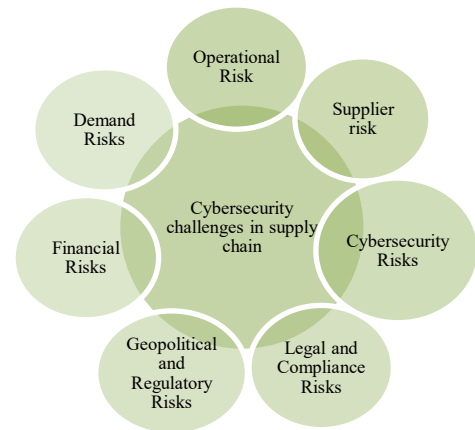 Operational
Risk
Supplier
risk
Cybersecurity
Risks
Legal and
Compliance
Risks
Geopolitical
and
Regulatory
Risks
Financial
Risks
Demand
Risks
Cybersecurity
challenges in supply
chain